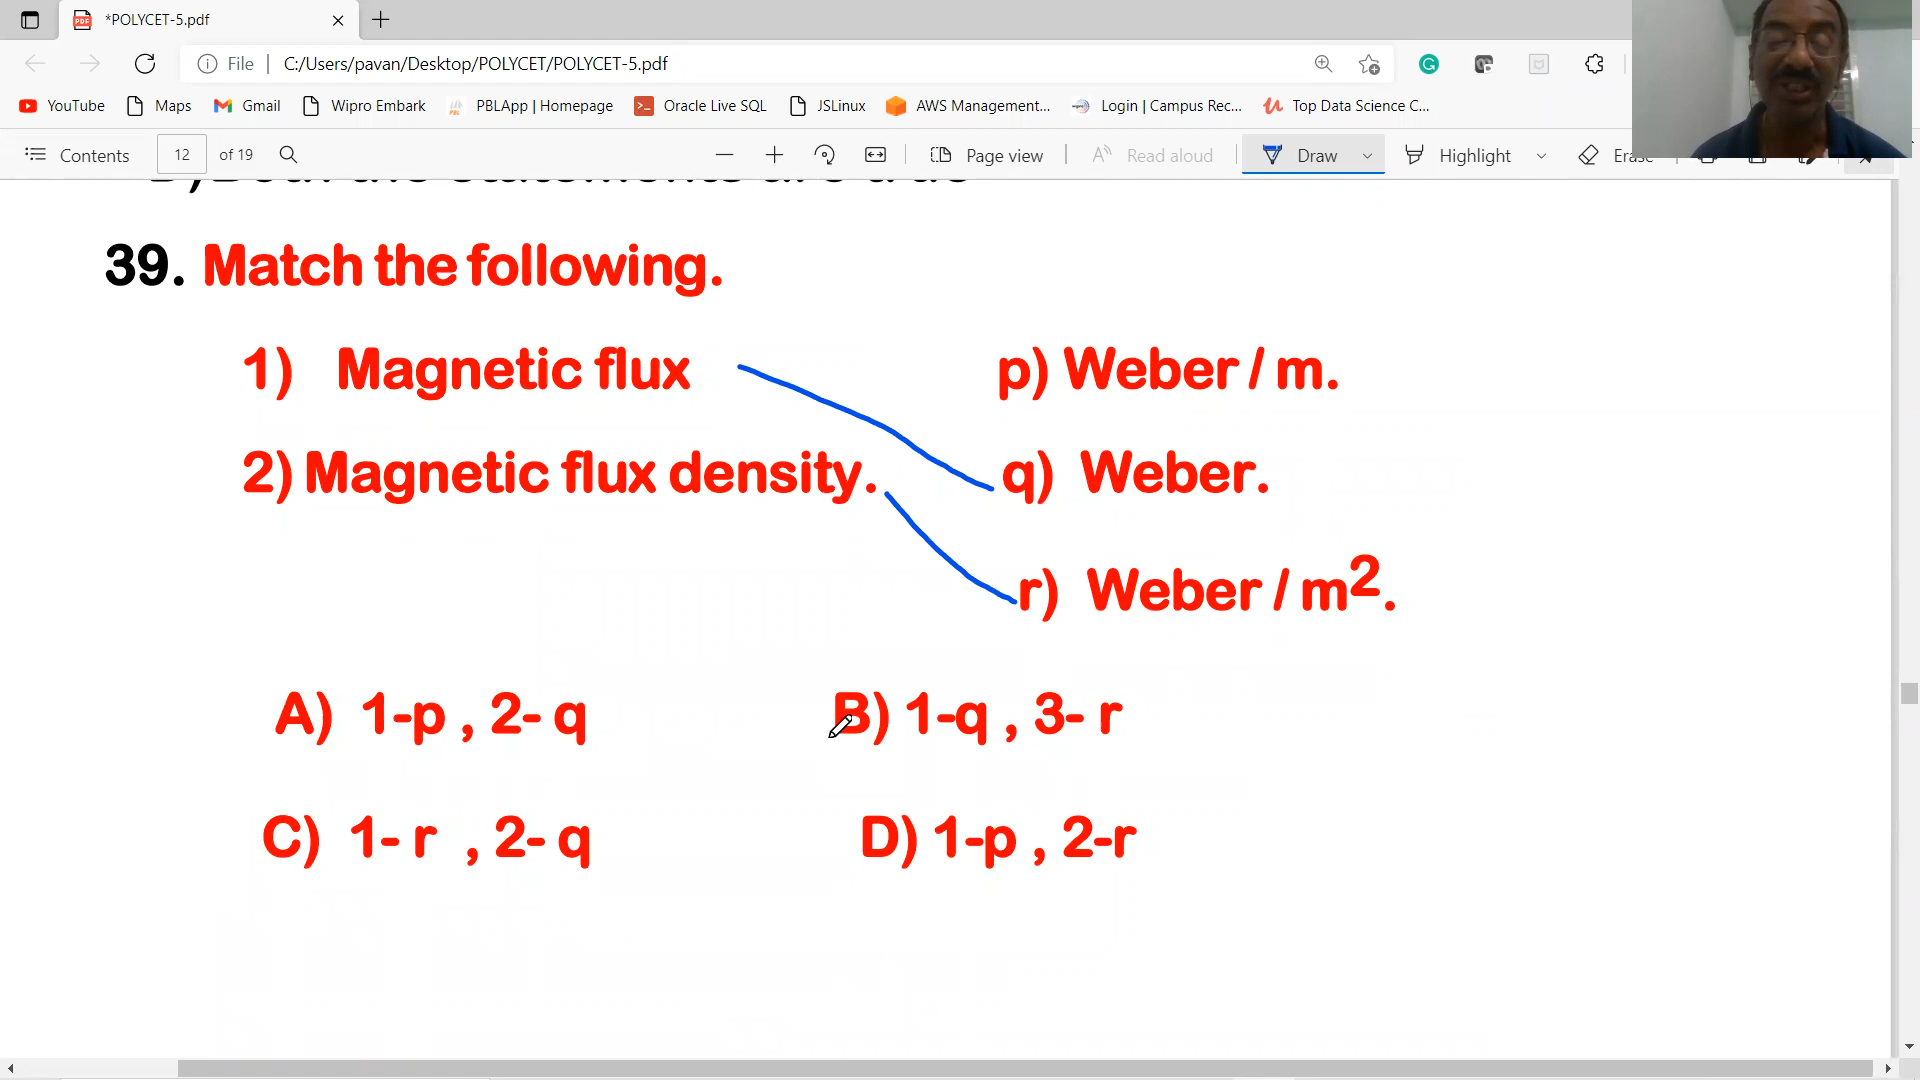 *POLYCET-5.pdf
File C:/Users/pavan/Desktop/POLYCET/POLYCET-5.pdf
YouTube Maps Gmail Wipro Embark PBLApp | Homepage Oracle Live SQL JSLinux AWS Management... Login | Campus Rec... Top Data Science C...
Contents 12 of 19 Page view Read aloud Draw Highlight Erase
39. Match the following.
1) Magnetic flux p) Weber / m.
2) Magnetic flux density. q) Weber.
r) Weber / m².
A) 1-p , 2- q B) 1-q , 3- r
C) 1- r , 2- q D) 1-p , 2-r